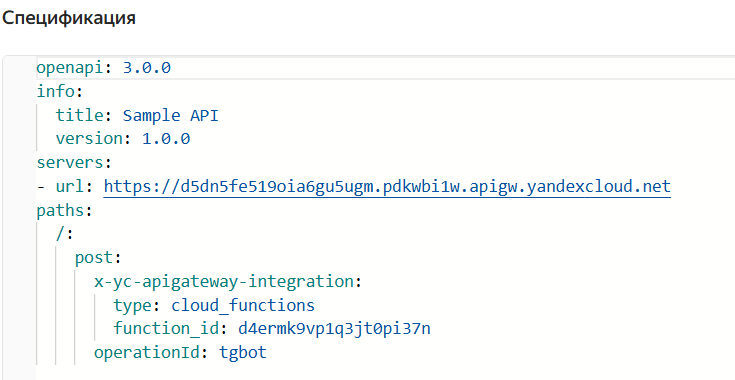 Спецификация
openapi: 3.0.0
info:
  title: Sample API
  version: 1.0.0
servers:
- url: https://d5dn5fe519oia6gu5ugm.pdkwbi1w.apigw.yandexcloud.net
paths:
  /:
    post:
      x-yc-apigateway-integration:
        type: cloud_functions
        function_id: d4ermk9vp1q3jt0pi37n
      operationId: tgbot